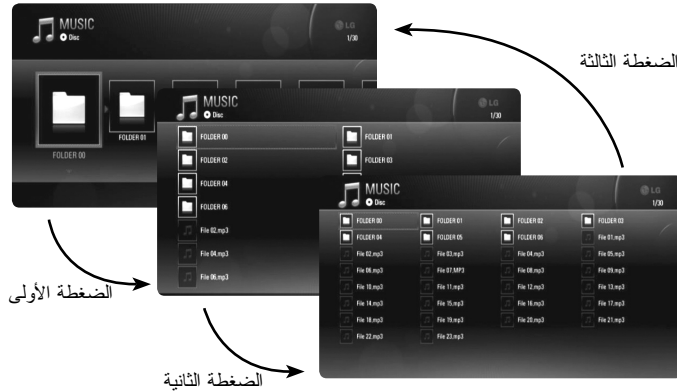 MUSIC
Disc
LG
1/30
FOLDER 00
FOLDER 01
الضغطة الثالثة
MUSIC
Disc
LG
1/30
FOLDER 00 FOLDER 01
FOLDER 02 FOLDER 03
FOLDER 04
FOLDER 06
File 02.mp3
File 04.mp3
File 06.mp3
الضغطة الأولى
MUSIC
Disc
LG
1/30
FOLDER 00 FOLDER 01 FOLDER 02 FOLDER 03
FOLDER 04 FOLDER 05 FOLDER 06 File 01.mp3
File 02.mp3 File 03.mp3 File 04.mp3 File 05.mp3
File 06.mp3 File 07.MP3 File 08.mp3 File 09.mp3
File 10.mp3 File 11.mp3 File 12.mp3 File 13.mp3
File 14.mp3 File 15.mp3 File 16.mp3 File 17.mp3
File 18.mp3 File 19.mp3 File 20.mp3 File 21.mp3
File 22.mp3 File 23.mp3
الضغطة الثانية